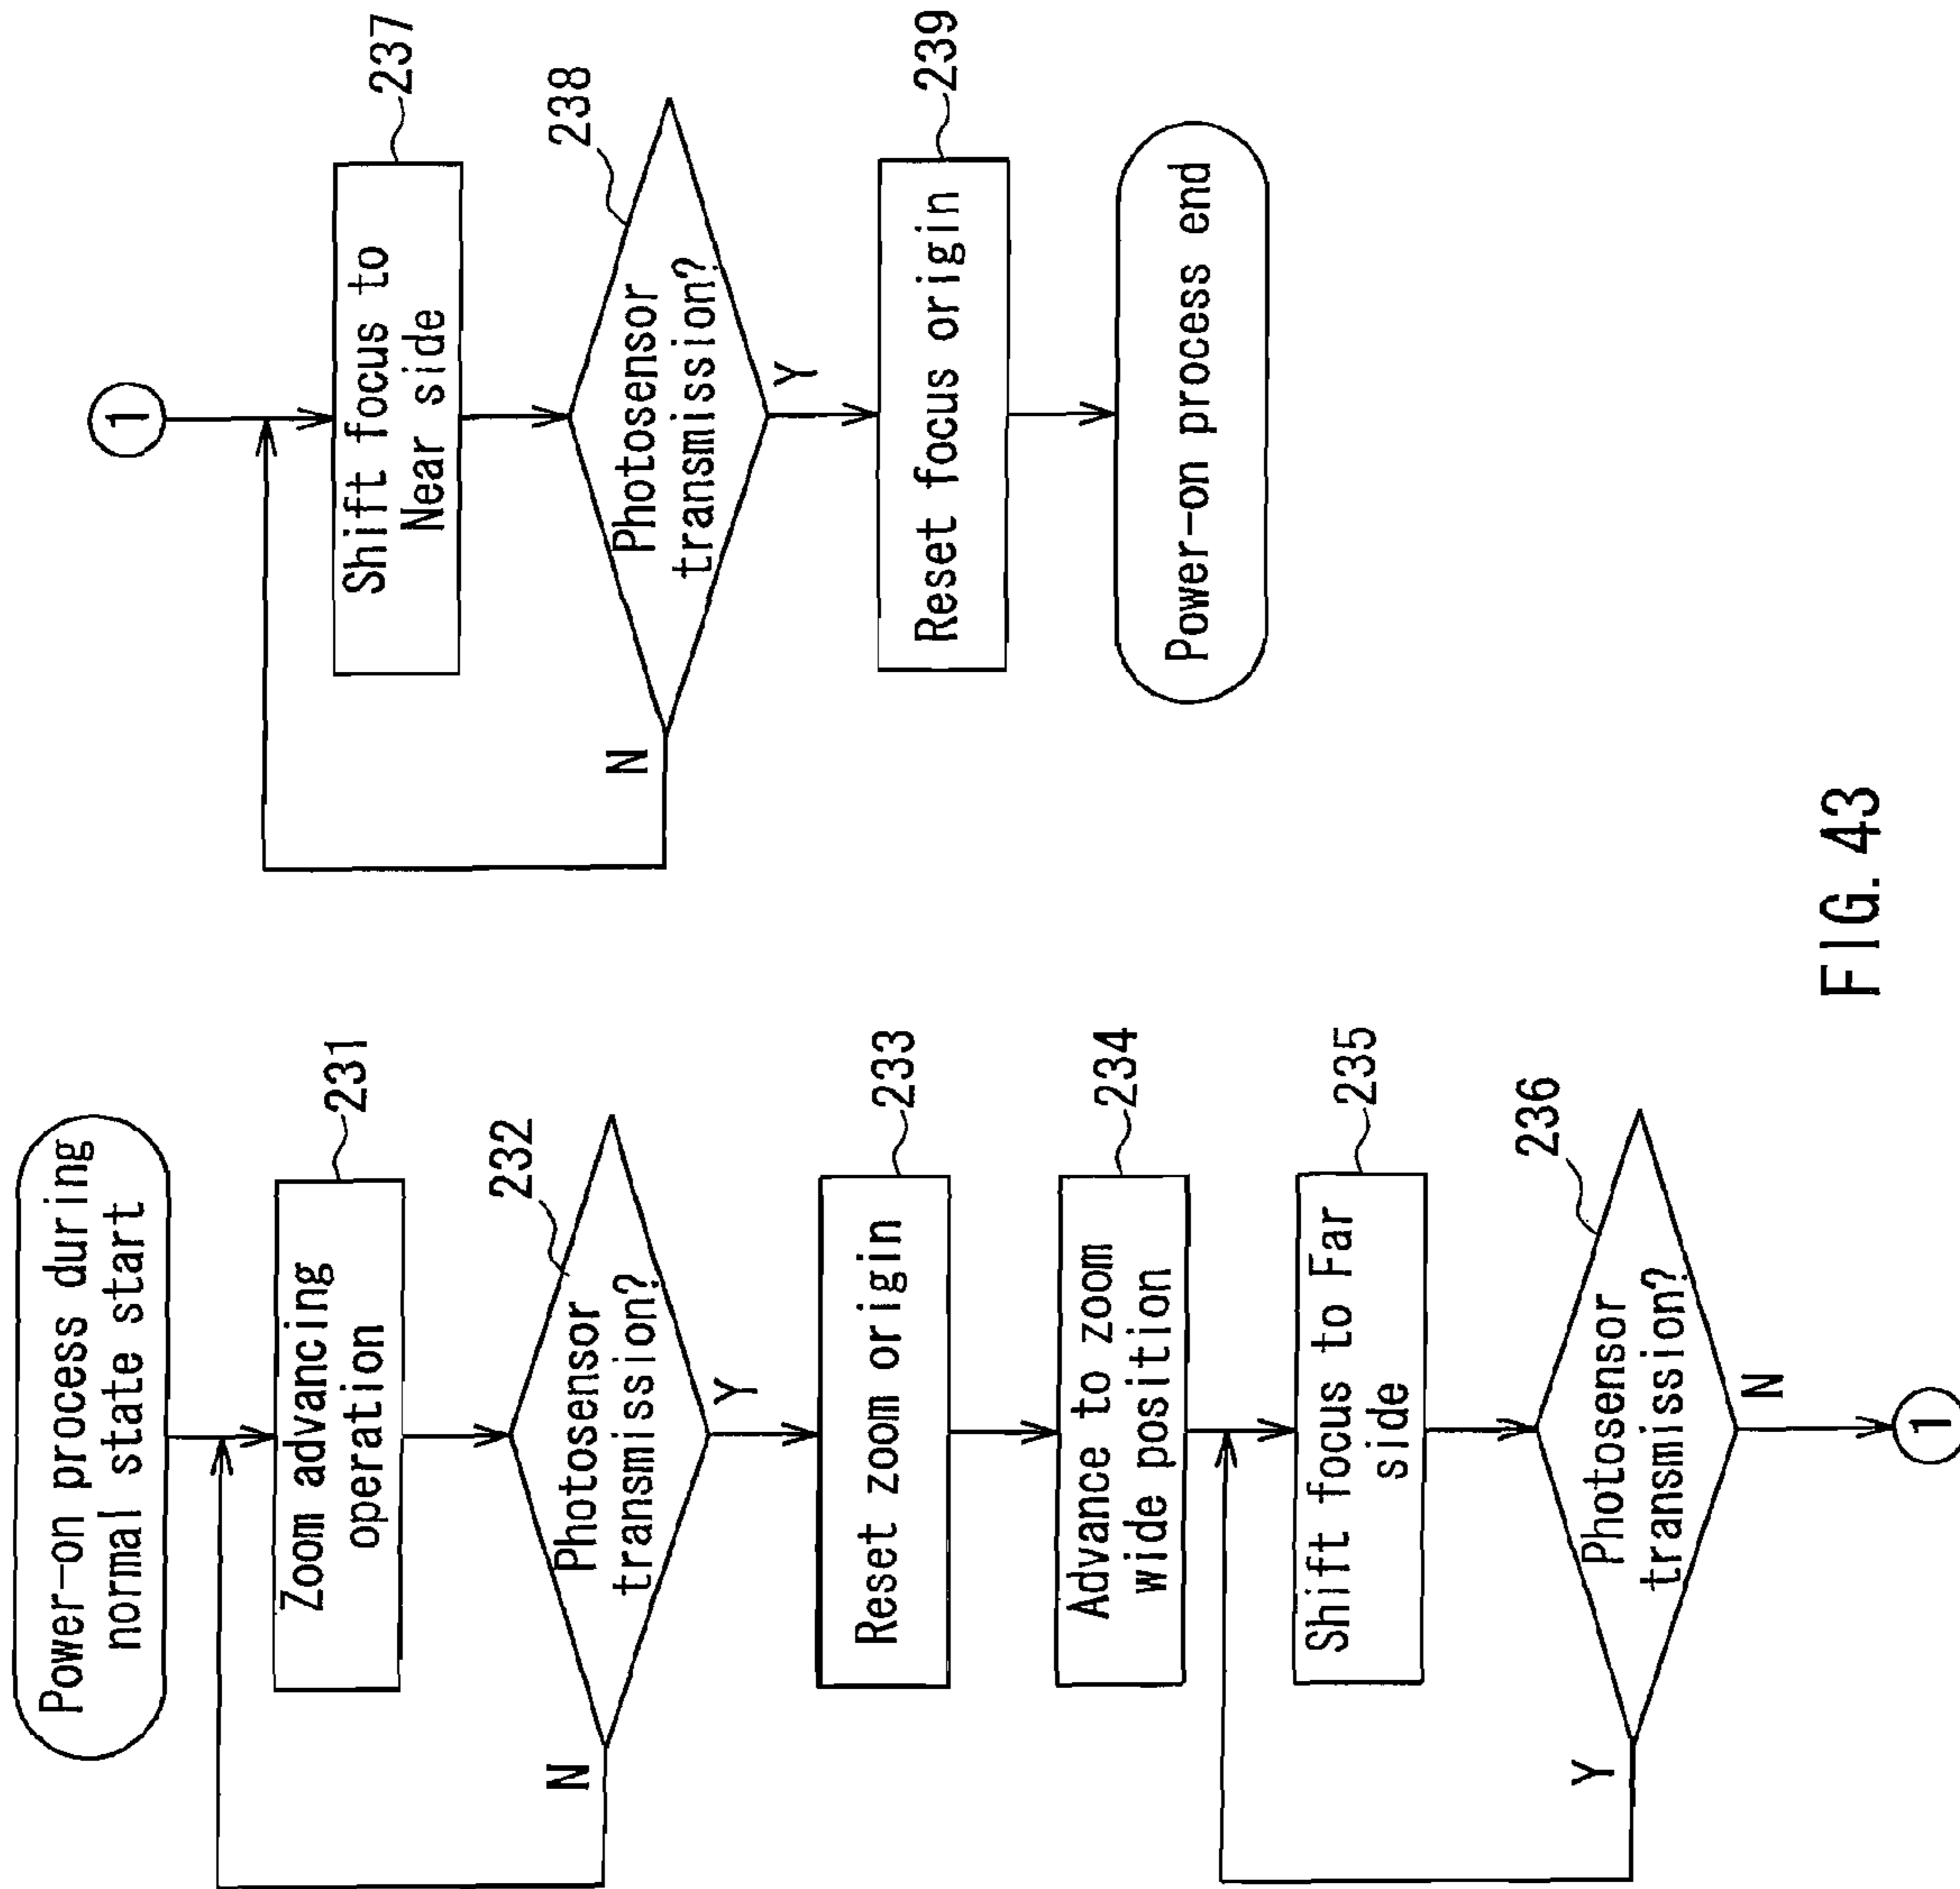 Power-on process during
normal state start
Zoom advancing
operation
231
Photosensor
transmission?
232
N
Y
Reset zoom origin
233
Advance to zoom
wide position
234
Shift focus to Far
side
235
Photosensor
transmission?
236
Y
N
1
1
Shift focus to
Near side
237
Photosensor
transmission?
238
N
Y
Reset focus origin
239
Power-on process end
FIG. 43